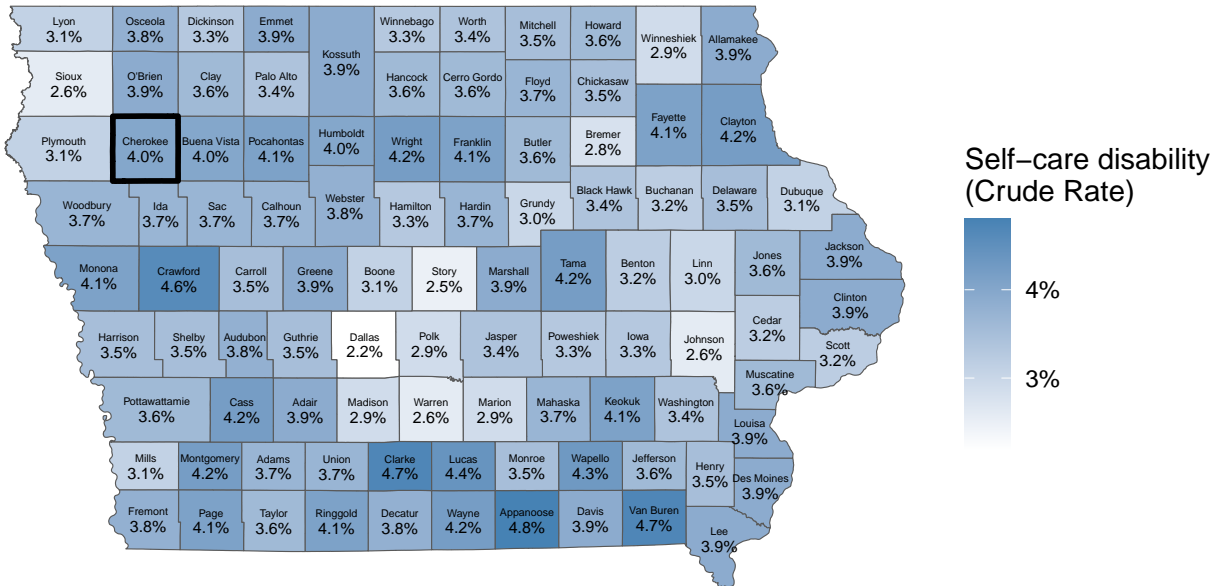 Lyon
3.1%
Osceola
3.8%
Dickinson
3.3%
Emmet
3.9%
Kossuth
3.9%
Winnebago
3.3%
Worth
3.4%
Mitchell
3.5%
Howard
3.6%
Winneshiek
2.9%
Allamakee
3.9%
Sioux
2.6%
O'Brien
3.9%
Clay
3.6%
Palo Alto
3.4%
Hancock
3.6%
Cerro Gordo
3.6%
Floyd
3.7%
Chickasaw
3.5%
Fayette
4.1%
Clayton
4.2%
Plymouth
3.1%
Cherokee
4.0%
Buena Vista
4.0%
Pocahontas
4.1%
Humboldt
4.0%
Wright
4.2%
Franklin
4.1%
Butler
3.6%
Bremer
2.8%
Woodbury
3.7%
Ida
3.7%
Sac
3.7%
Calhoun
3.7%
Webster
3.8%
Hamilton
3.3%
Hardin
3.7%
Grundy
3.0%
Black Hawk
3.4%
Buchanan
3.2%
Delaware
3.5%
Dubuque
3.1%
Monona
4.1%
Crawford
4.6%
Carroll
3.5%
Greene
3.9%
Boone
3.1%
Story
2.5%
Marshall
3.9%
Tama
4.2%
Benton
3.2%
Linn
3.0%
Jones
3.6%
Jackson
3.9%
Clinton
3.9%
Harrison
3.5%
Shelby
3.5%
Audubon
3.8%
Guthrie
3.5%
Dallas
2.2%
Polk
2.9%
Jasper
3.4%
Poweshiek
3.3%
Iowa
3.3%
Johnson
2.6%
Cedar
3.2%
Scott
3.2%
Muscatine
3.6%
Pottawattamie
3.6%
Cass
4.2%
Adair
3.9%
Madison
2.9%
Warren
2.6%
Marion
2.9%
Mahaska
3.7%
Keokuk
4.1%
Washington
3.4%
Louisa
3.9%
Mills
3.1%
Montgomery
4.2%
Adams
3.7%
Union
3.7%
Clarke
4.7%
Lucas
4.4%
Monroe
3.5%
Wapello
4.3%
Jefferson
3.6%
Henry
3.5%
Des Moines
3.9%
Fremont
3.8%
Page
4.1%
Taylor
3.6%
Ringgold
4.1%
Decatur
3.8%
Wayne
4.2%
Appanoose
4.8%
Davis
3.9%
Van Buren
4.7%
Lee
3.9%
Self−care disability
(Crude Rate)
4%
3%